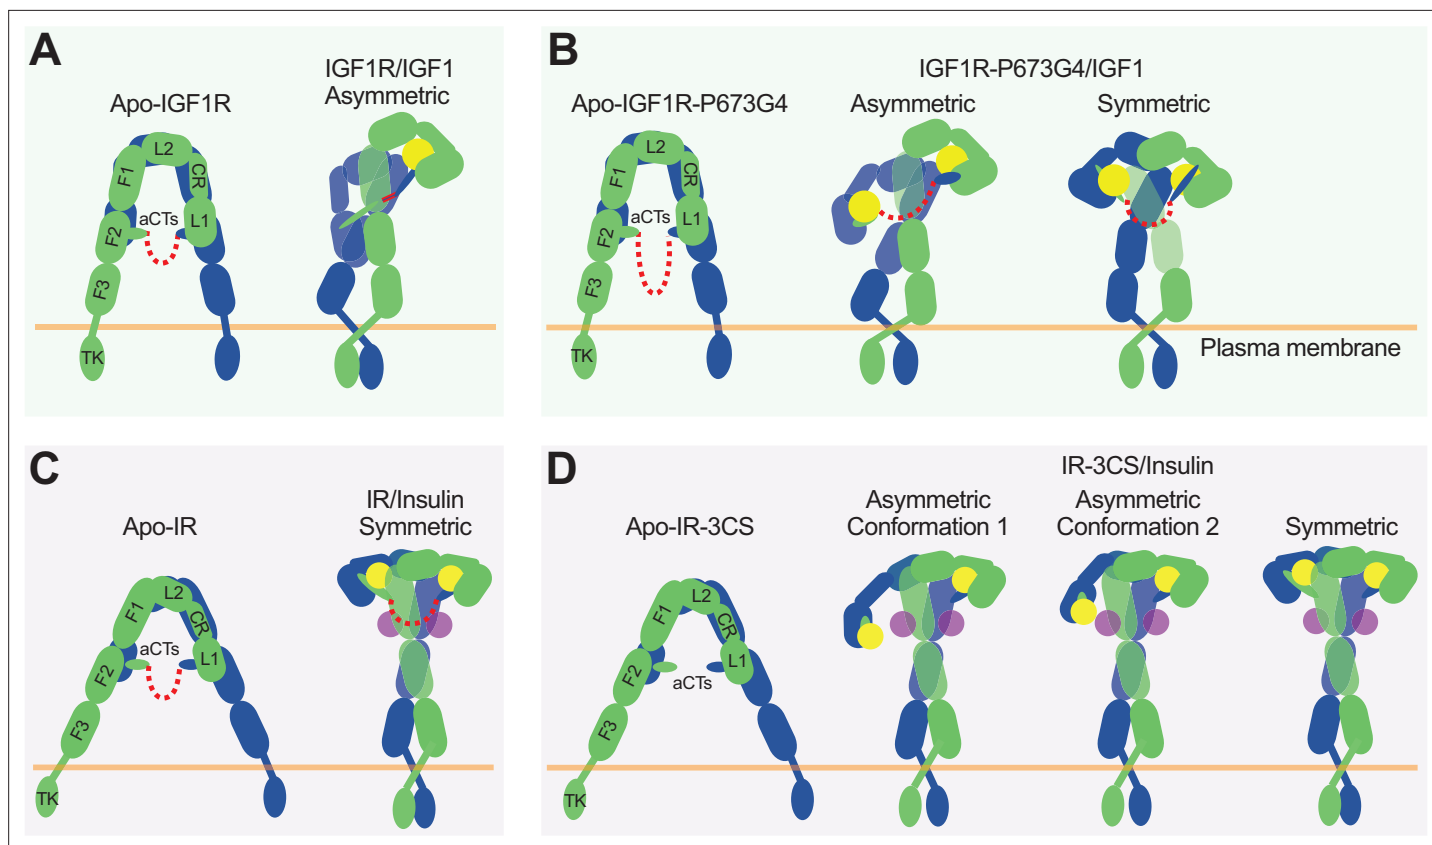 A
IGF1R/IGF1
Asymmetric
Apo-IGF1R
L2
F1
CR
aCTs
L1
F2
F3
TK
B
IGF1R-P673G4/IGF1
Apo-IGF1R-P673G4
Asymmetric
Symmetric
L2
F1
CR
aCTs
L1
F2
F3
TK
Plasma membrane
C
IR/Insulin
Symmetric
Apo-IR
L2
F1
CR
aCTs
L1
F2
F3
TK
D
IR-3CS/Insulin
Apo-IR-3CS
Asymmetric
Conformation 1
Asymmetric
Conformation 2
Symmetric
L2
F1
CR
L1
F2
aCTs
F3
TK